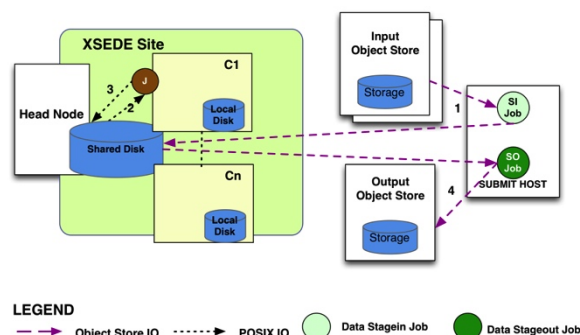 XSEDE Site
Head Node
3
J
2
C1
Local
Disk
Shared Disk
Cn
Local
Disk
Input
Object Store
Storage
1
SI
Job
SO
Job
SUBMIT HOST
4
Output
Object Store
Storage
LEGEND
Object Store IO
POSIX IO
Data Stagein Job
Data Stageout Job